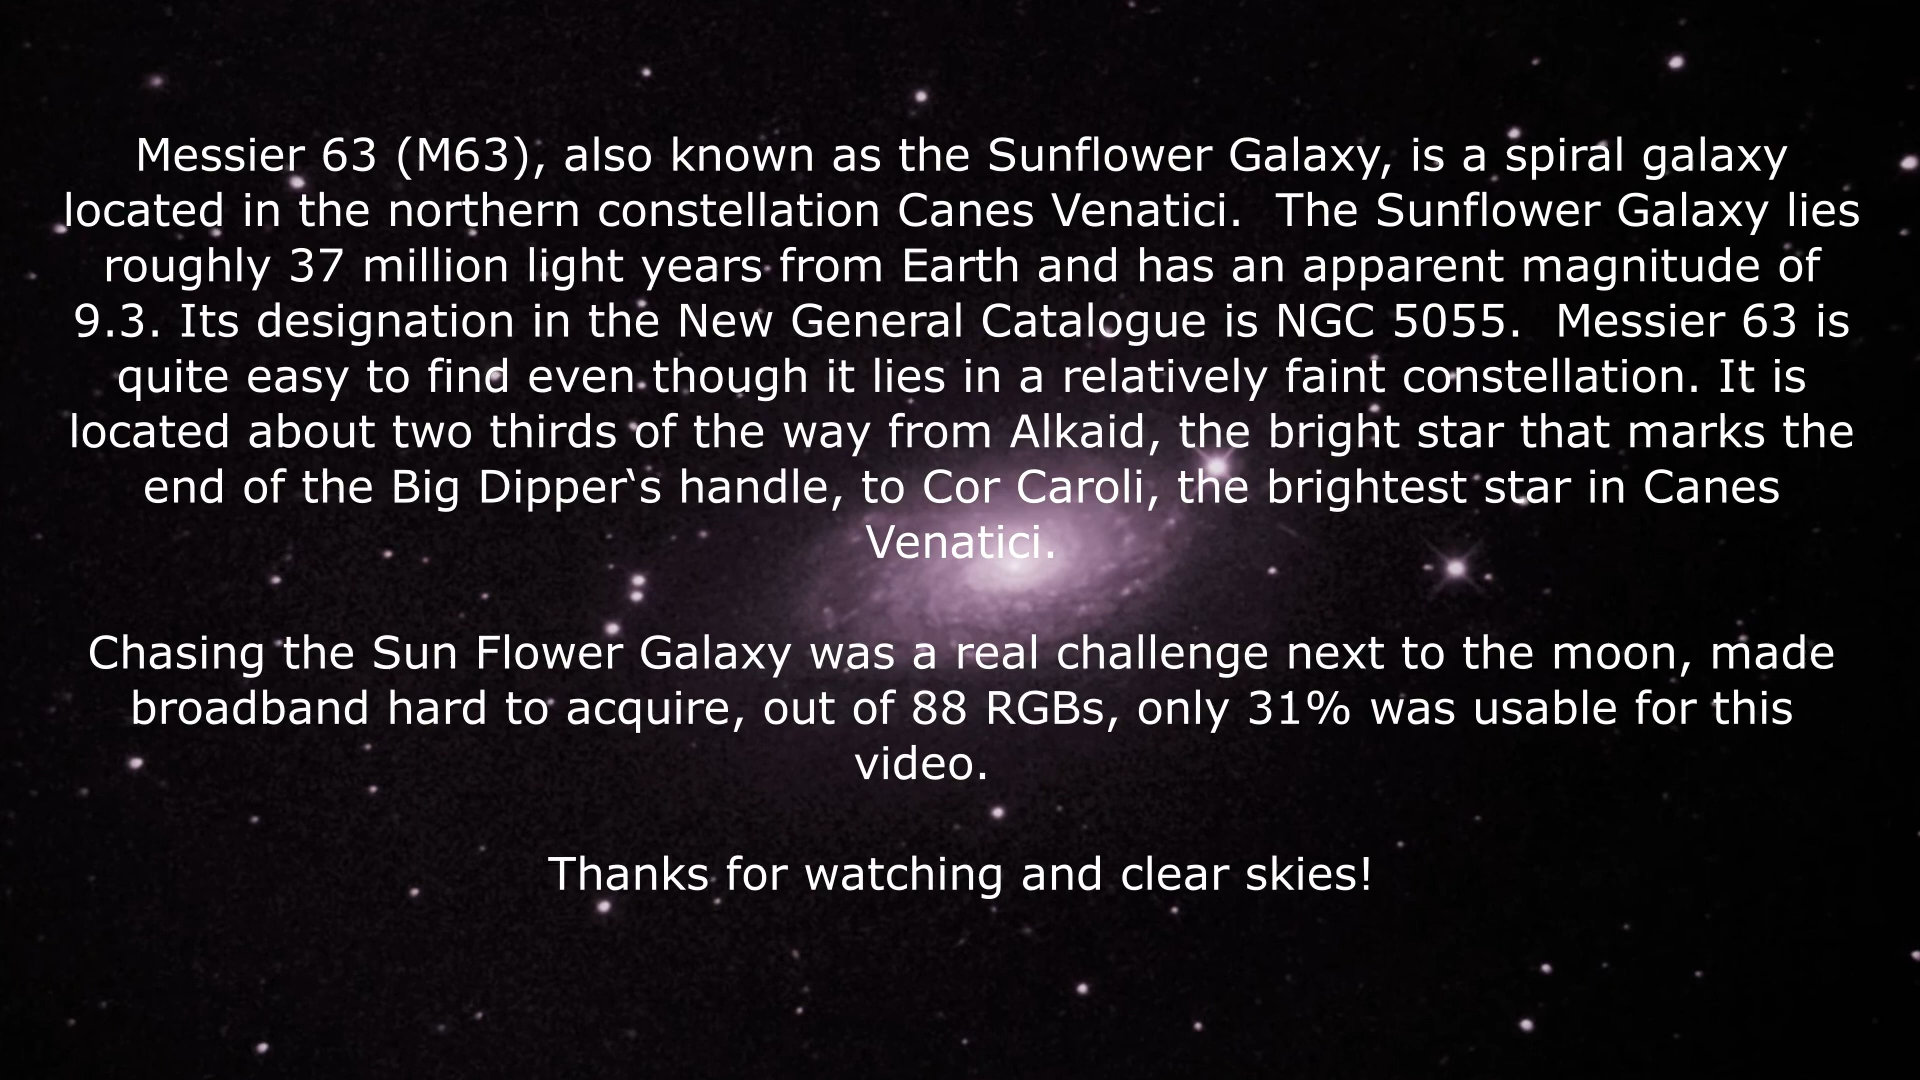 Messier 63 (M63), also known as the Sunflower Galaxy, is a spiral galaxy
located in the northern constellation Canes Venatici.  The Sunflower Galaxy lies
roughly 37 million light years from Earth and has an apparent magnitude of
9.3. Its designation in the New General Catalogue is NGC 5055.  Messier 63 is
quite easy to find even though it lies in a relatively faint constellation. It is
located about two thirds of the way from Alkaid, the bright star that marks the
end of the Big Dipper‘s handle, to Cor Caroli, the brightest star in Canes
Venatici.
Chasing the Sun Flower Galaxy was a real challenge next to the moon, made
broadband hard to acquire, out of 88 RGBs, only 31% was usable for this
video.
Thanks for watching and clear skies!